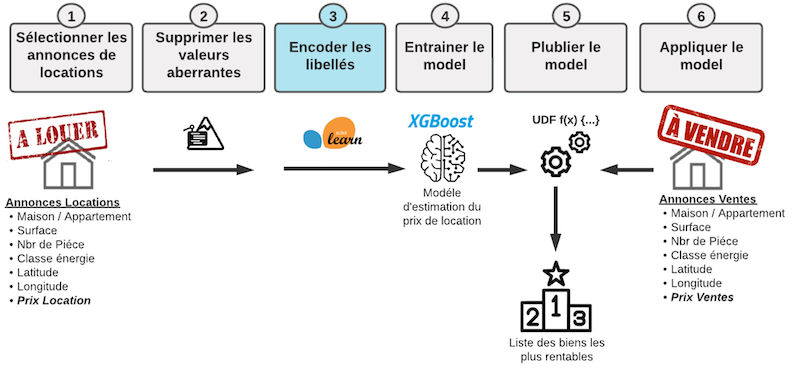 1
Sélectionner les
annonces de
locations
2
Supprimer les
valeurs
aberrantes
3
Encoder les
libellés
4
Entrainer le
model
5
Plublier le
model
6
Appliquer le
model
A LOUER
scikit
learn
XGBoost
UDF f(x) {...}
À VENDRE
Modéle
d'estimation du
prix de location
Annonces Locations
• Maison / Appartement
• Surface
• Nbr de Piéce
• Classe énergie
• Latitude
• Longitude
• Prix Location
Annonces Ventes
• Maison / Appartement
• Surface
• Nbr de Piéce
• Classe énergie
• Latitude
• Longitude
• Prix Ventes
1
2
3
Liste des biens les
plus rentables